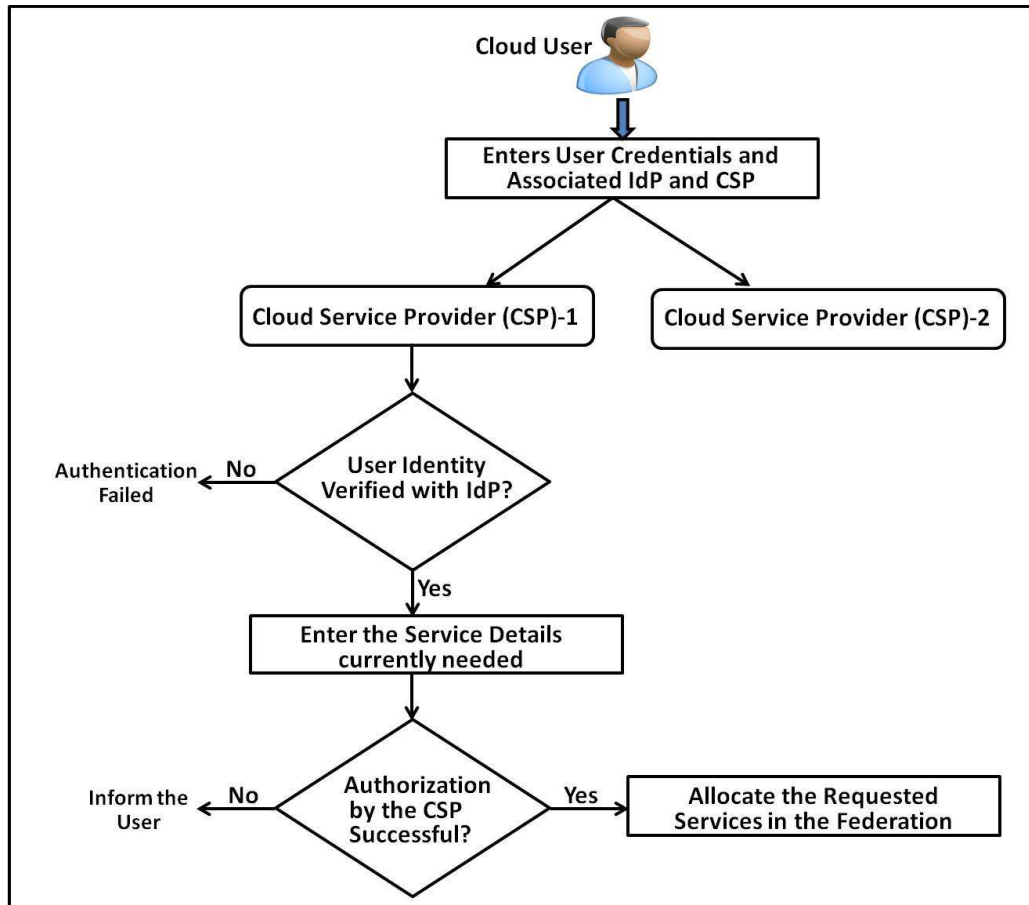 Cloud User
Enters User Credentials and
Associated IdP and CSP
Cloud Service Provider (CSP)-1
Cloud Service Provider (CSP)-2
User Identity
Verified with IdP?
No
Authentication
Failed
Yes
Enter the Service Details
currently needed
Authorization
by the CSP
Successful?
No
Inform the
User
Yes
Allocate the Requested
Services in the Federation